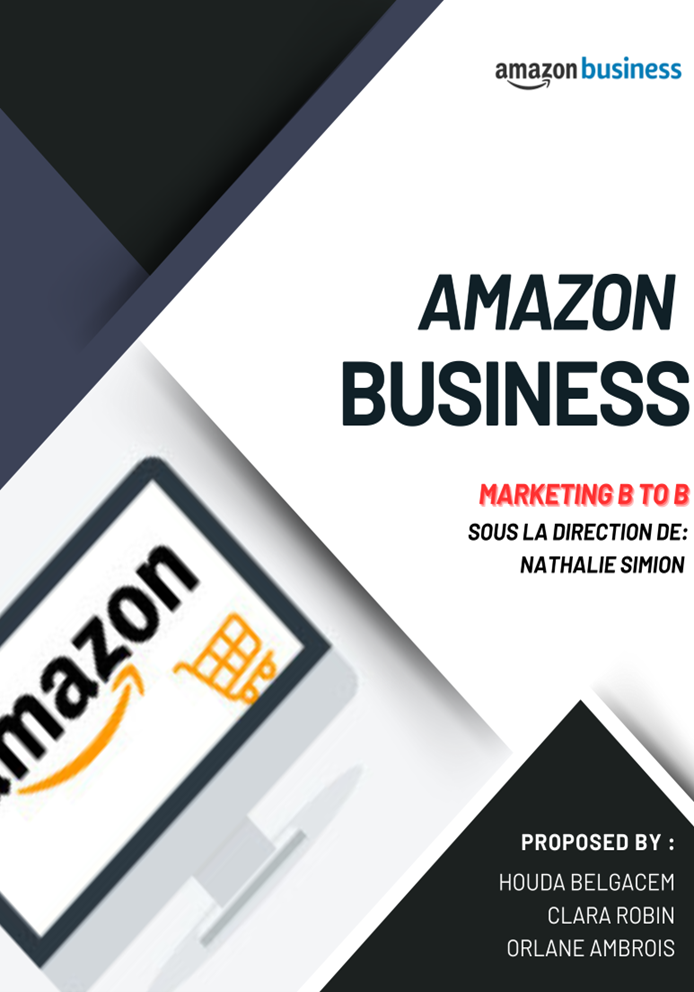 amazon business
AMAZON
BUSINESS
MARKETING B TO B
SOUS LA DIRECTION DE:
NATHALIE SIMION
amazon
PROPOSED BY :
HOUDA BELGACEM
CLARA ROBIN
ORLANE AMBROIS